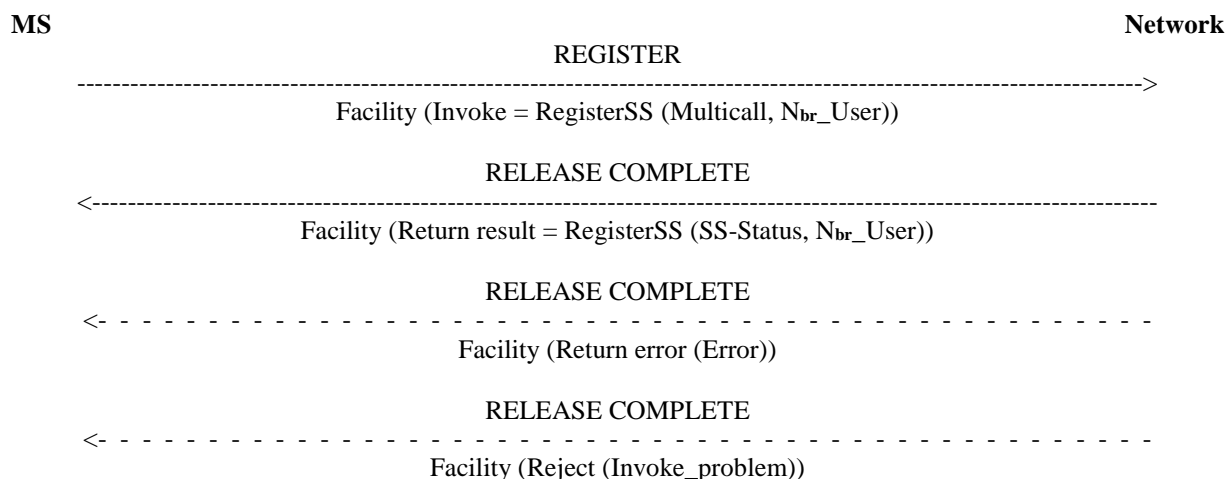 MS Network
REGISTER
Facility (Invoke = RegisterSS (Multicall, Nbr_User))
RELEASE COMPLETE
Facility (Return result = RegisterSS (SS-Status, Nbr_User))
RELEASE COMPLETE
Facility (Return error (Error))
RELEASE COMPLETE
Facility (Reject (Invoke_problem))